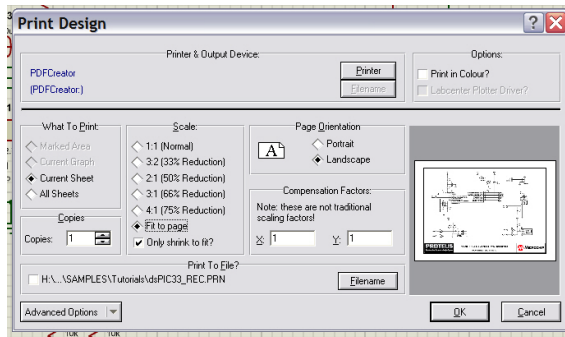 Print Design
Printer & Output Device:
PDFCreator
(PDFCreator:)
Printer
Filename
Options:
Print in Colour?
Labcenter Plotter Driver?
What To Print:
Marked Area
Current Graph
Current Sheet
All Sheets
Copies
Copies: 1
Scale:
1:1 (Normal)
3:2 (33% Reduction)
2:1 (50% Reduction)
3:1 (66% Reduction)
4:1 (75% Reduction)
Fit to page
Only shrink to fit?
Page Orientation
A
Portrait
Landscape
Compensation Factors:
Note: these are not traditional
scaling factors!
X: 1 Y: 1
PROTEUS
MICROCHIP
Print To File?
H:\...\SAMPLES\Tutorials\dsPIC33_REC.PRN
Filename
Advanced Options
OK
Cancel
10K 10K